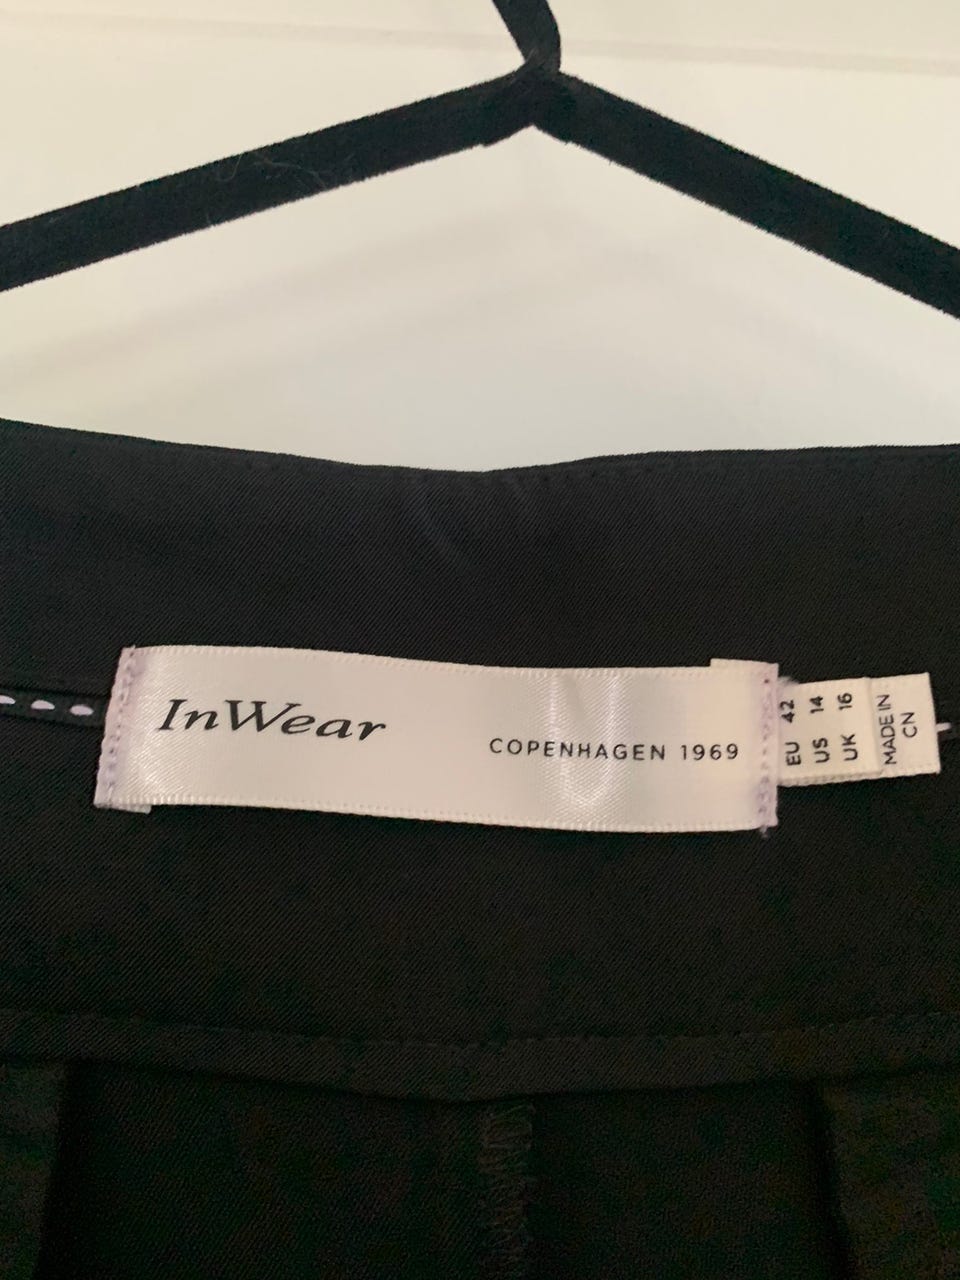 InWear
COPENHAGEN 1969
EU 42
US 14
UK 16
MADE IN
CN